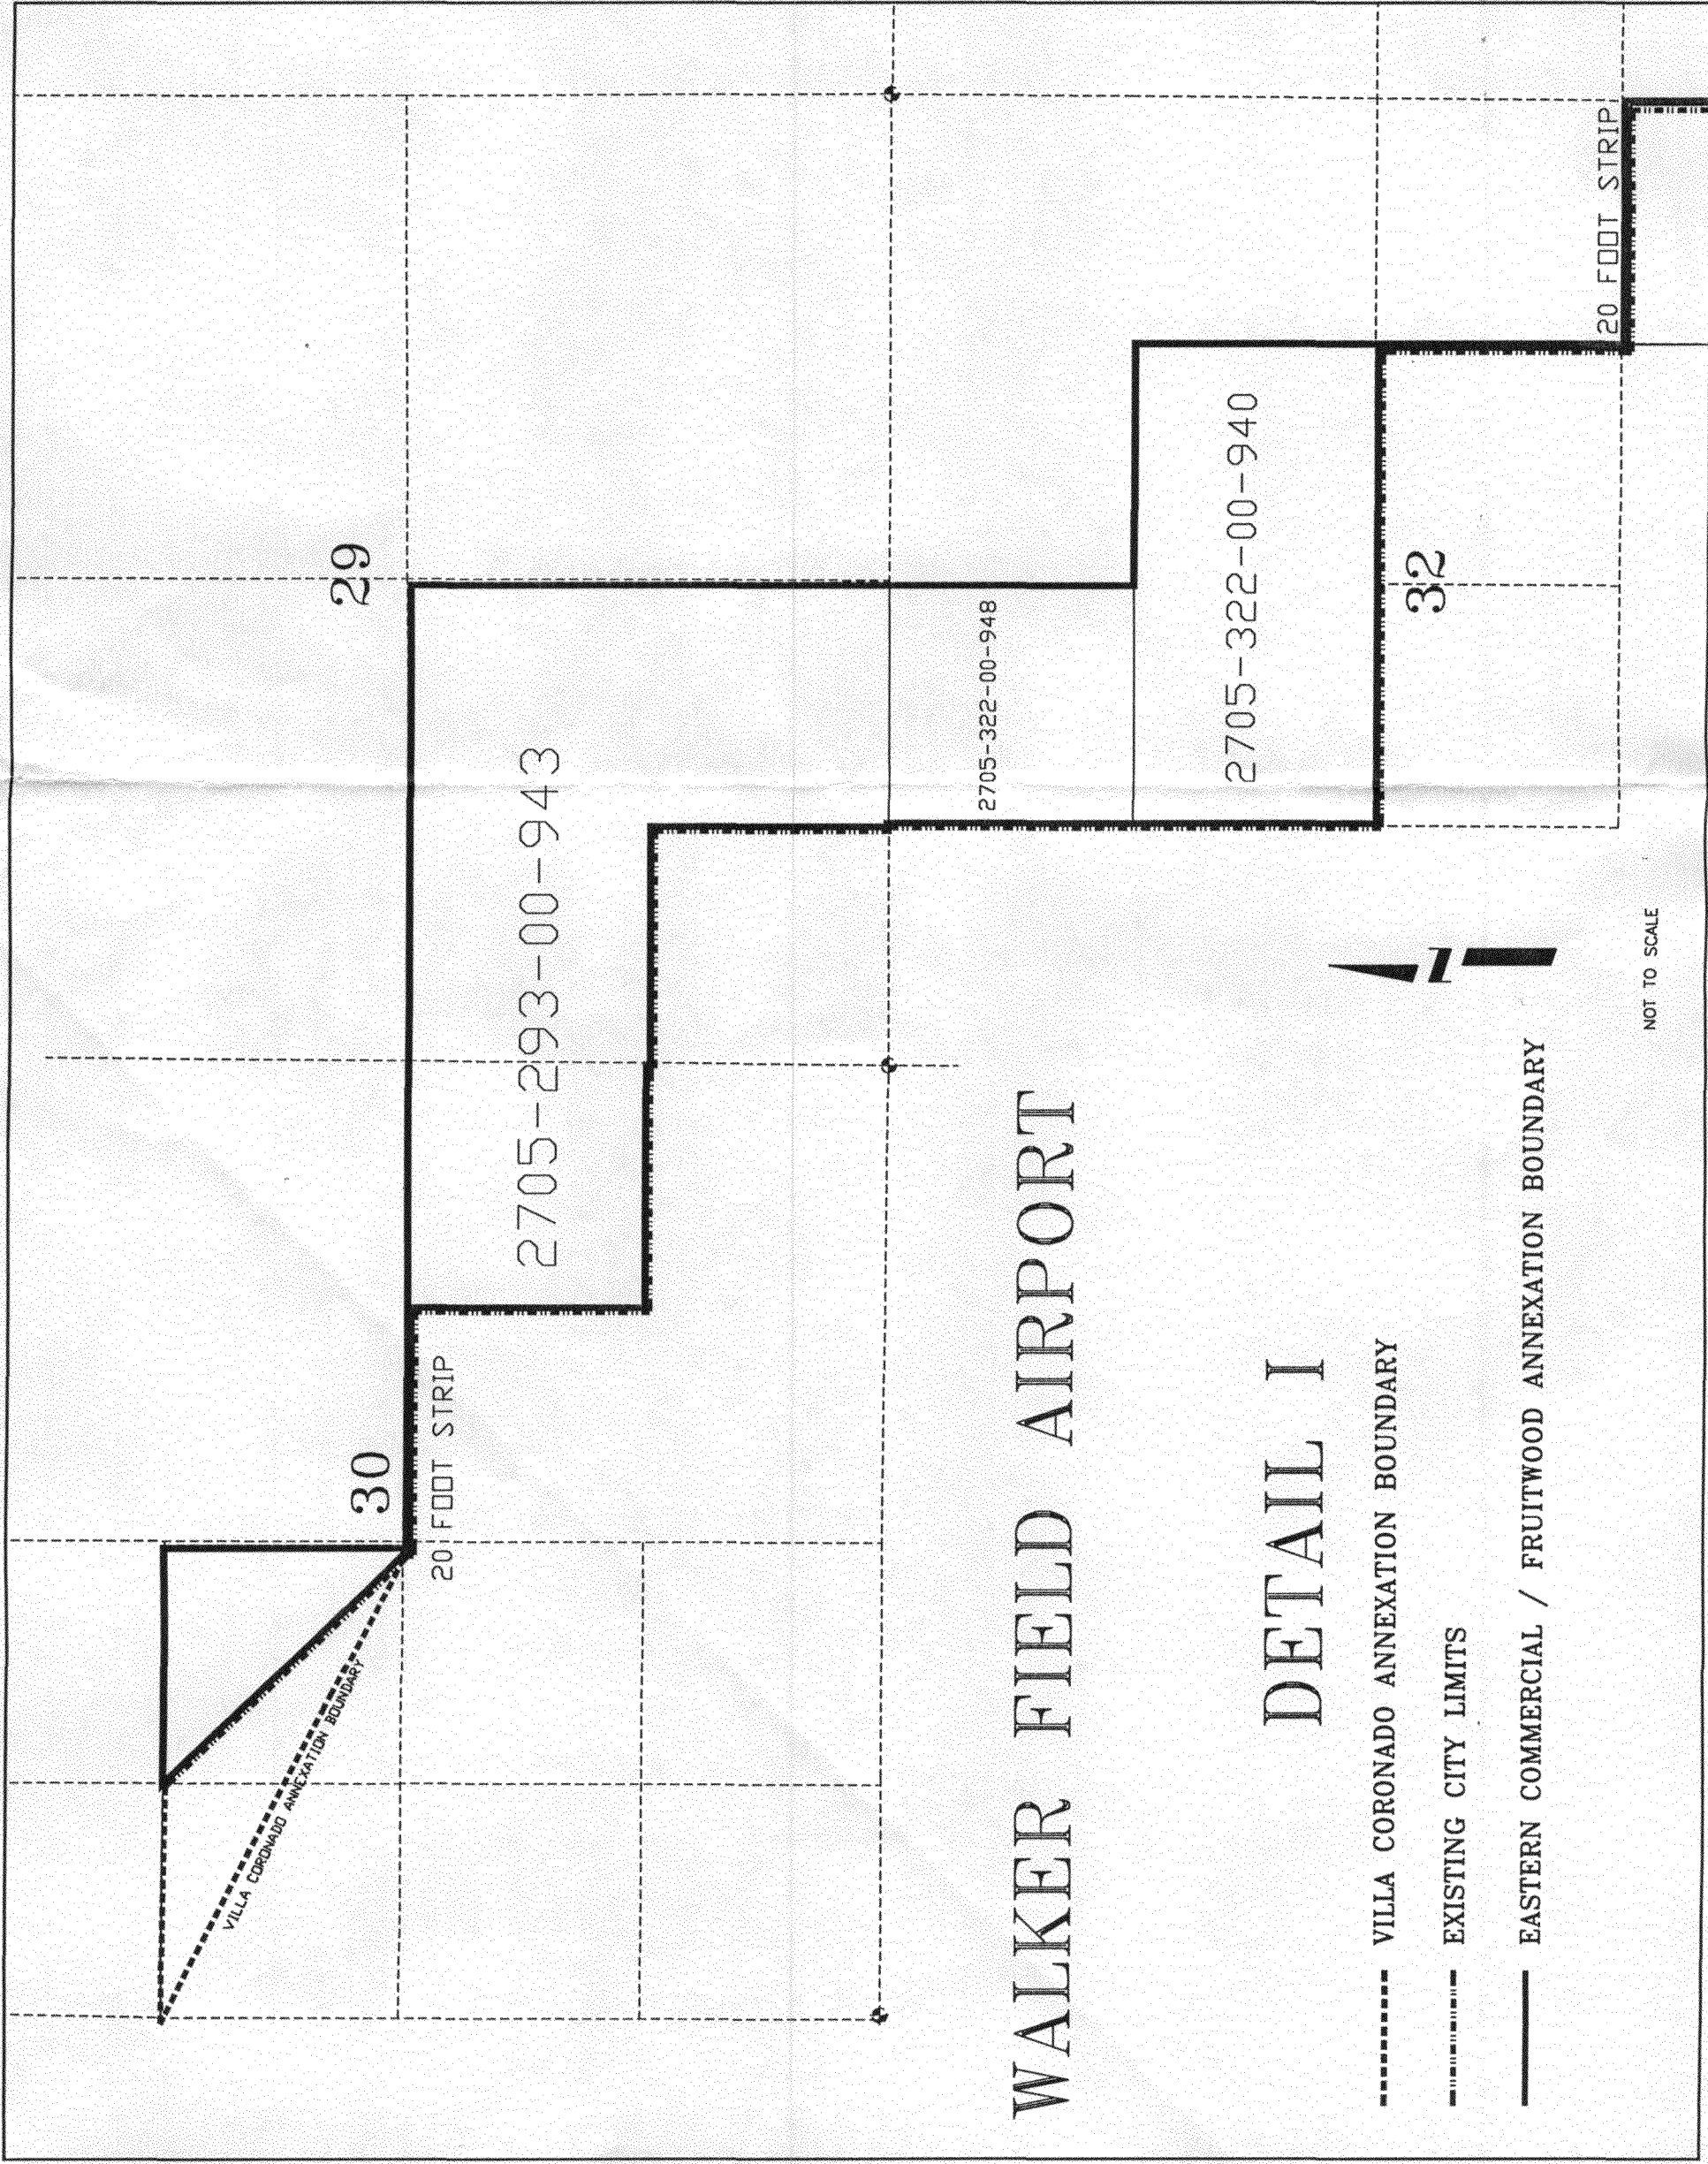 29
30
20 FOOT STRIP
VILLA CORONADO ANNEXATION BOUNDARY
2705-293-00-943
2705-322-00-948
2705-322-00-940
32
20 FOOT STRIP
WALKER FIELD AIRPORT
DETAIL I
VILLA CORONADO ANNEXATION BOUNDARY
EXISTING CITY LIMITS
EASTERN COMMERCIAL / FRUITWOOD ANNEXATION BOUNDARY
Z
NOT TO SCALE